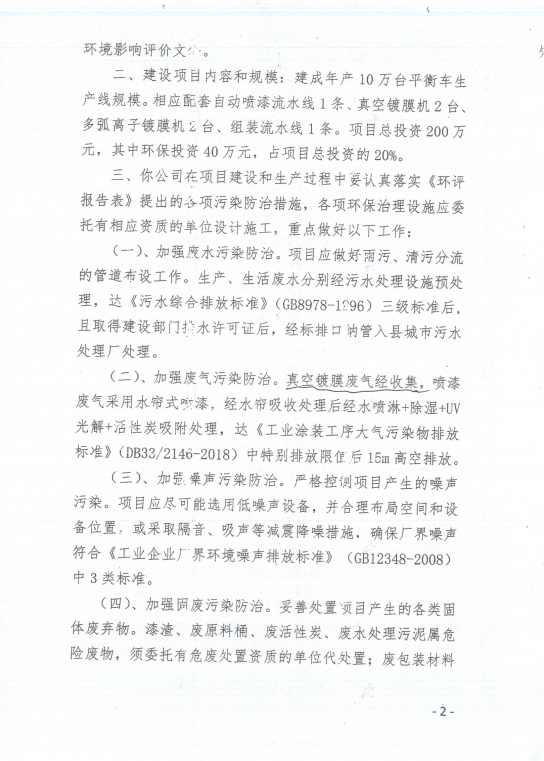 环境影响评价文
二、建设项目内容和规模：建成年产 10 万台平衡车生
产线规模。相应配套自动喷漆流水线 1 条、真空镀膜机 2 台、
多弧离子镀膜机 2 台、组装流水线 1 条。项目总投资 200 万
元，其中环保投资 40 万元，占项目总投资的 20%。
三、你公司在项目建设和生产过程中要认真落实《环评
报告表》提出的各项污染防治措施，各项环保治理设施应委
托有相应资质的单位设计施工，重点做好以下工作：
（一）、加强废水污染防治。项目应做好雨污、清污分流
的管道布设工作。生产、生活废水分别经污水处理设施预处
理，达《污水综合排放标准》（GB8978-1996）三级标准后，
且取得建设部门排水许可证后，经标排口纳管入县城市污水
处理厂处理。
（二）、加强废气污染防治。真空镀膜废气经收集，喷漆
废气采用水帘式喷漆，经水帘吸收处理后经水喷淋+除湿+UV
光解+活性炭吸附处理，达《工业涂装工序大气污染物排放
标准》（DB33/2146-2018）中特别排放限值后 15m 高空排放。
（三）、加强噪声污染防治。严格控制项目产生的噪声
污染。项目应尽可能选用低噪声设备，并合理布局空间和设
备位置，或采取隔音、吸声等减震降噪措施，确保厂界噪声
符合《工业企业厂界环境噪声排放标准》（GB12348-2008）
中 3 类标准。
（四）、加强固废污染防治。妥善处置项目产生的各类固
体废弃物。漆渣、废原料桶、废活性炭、废水处理污泥属危
险废物，须委托有危废处置资质的单位代处置；废包装材料
- 2 -